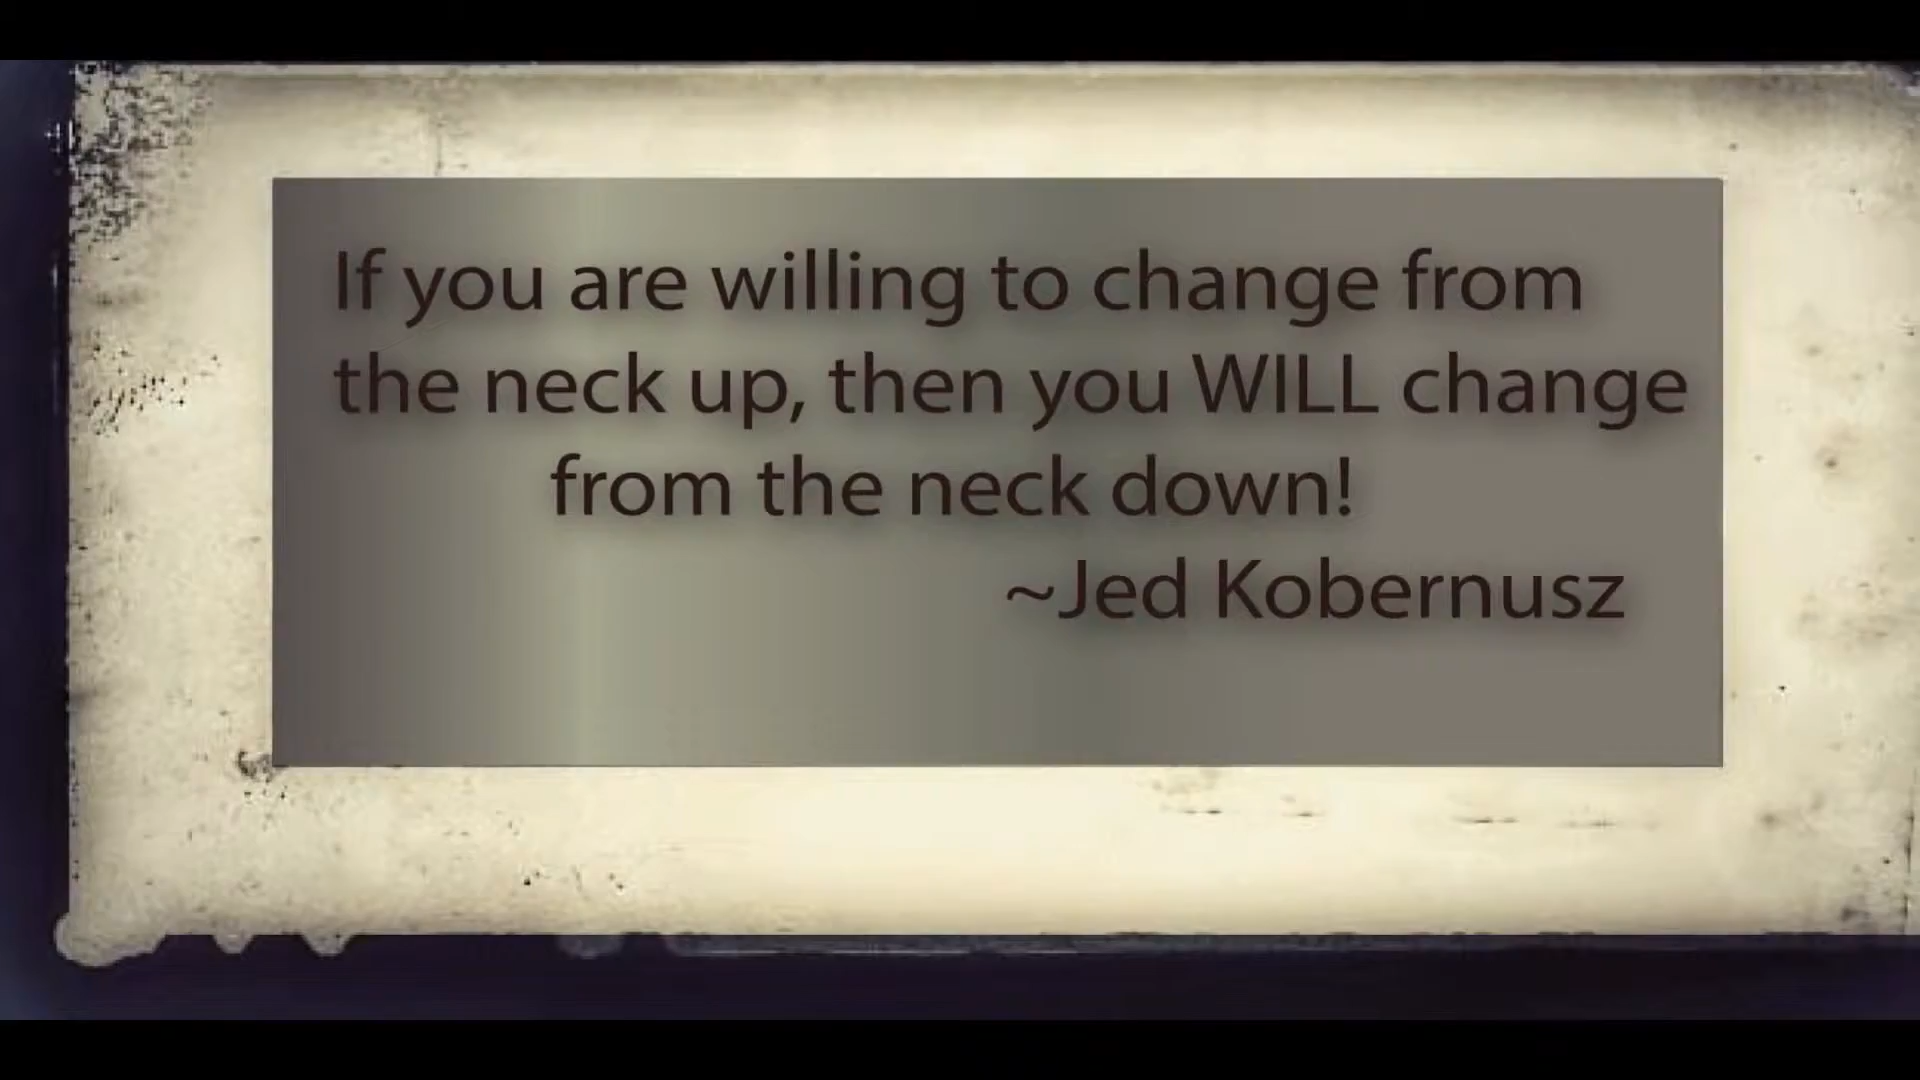 If you are willing to change from
the neck up, then you WILL change
from the neck down!
~Jed Kobernusz